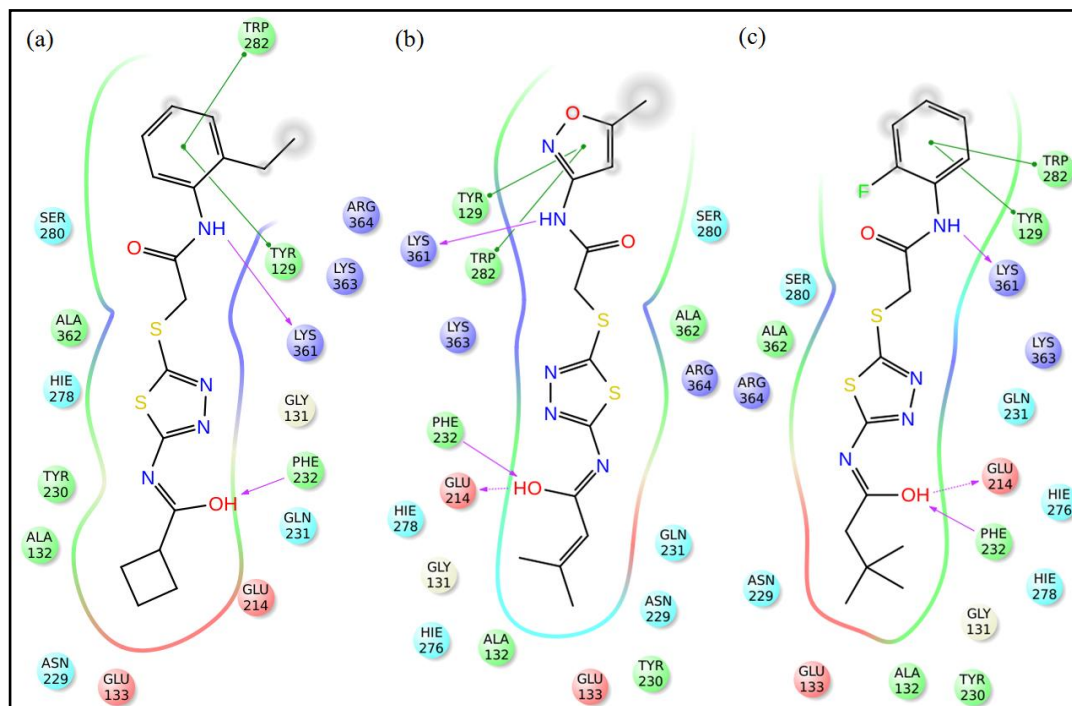 (a)
TRP
282
SER
280
O
NH
TYR
129
ARG
364
LYS
363
ALA
362
S
LYS
361
HIE
278
S
N
N
GLY
131
TYR
230
N
OH
PHE
232
GLN
231
ALA
132
GLU
214
ASN
229
GLU
133
(b)
O
N
TYR
129
LYS
361
HN
TRP
282
O
SER
280
LYS
363
S
ALA
362
N
N
S
ARG
364
PHE
232
GLU
214
HO
N
HIE
278
GLY
131
GLN
231
ASN
229
HIE
276
ALA
132
GLU
133
TYR
230
(c)
TRP
282
F
TYR
129
O
NH
LYS
361
SER
280
S
ALA
362
LYS
363
ARG
364
S
N
N
GLN
231
N
OH
GLU
214
HIE
276
PHE
232
ASN
229
HIE
278
GLY
131
GLU
133
ALA
132
TYR
230